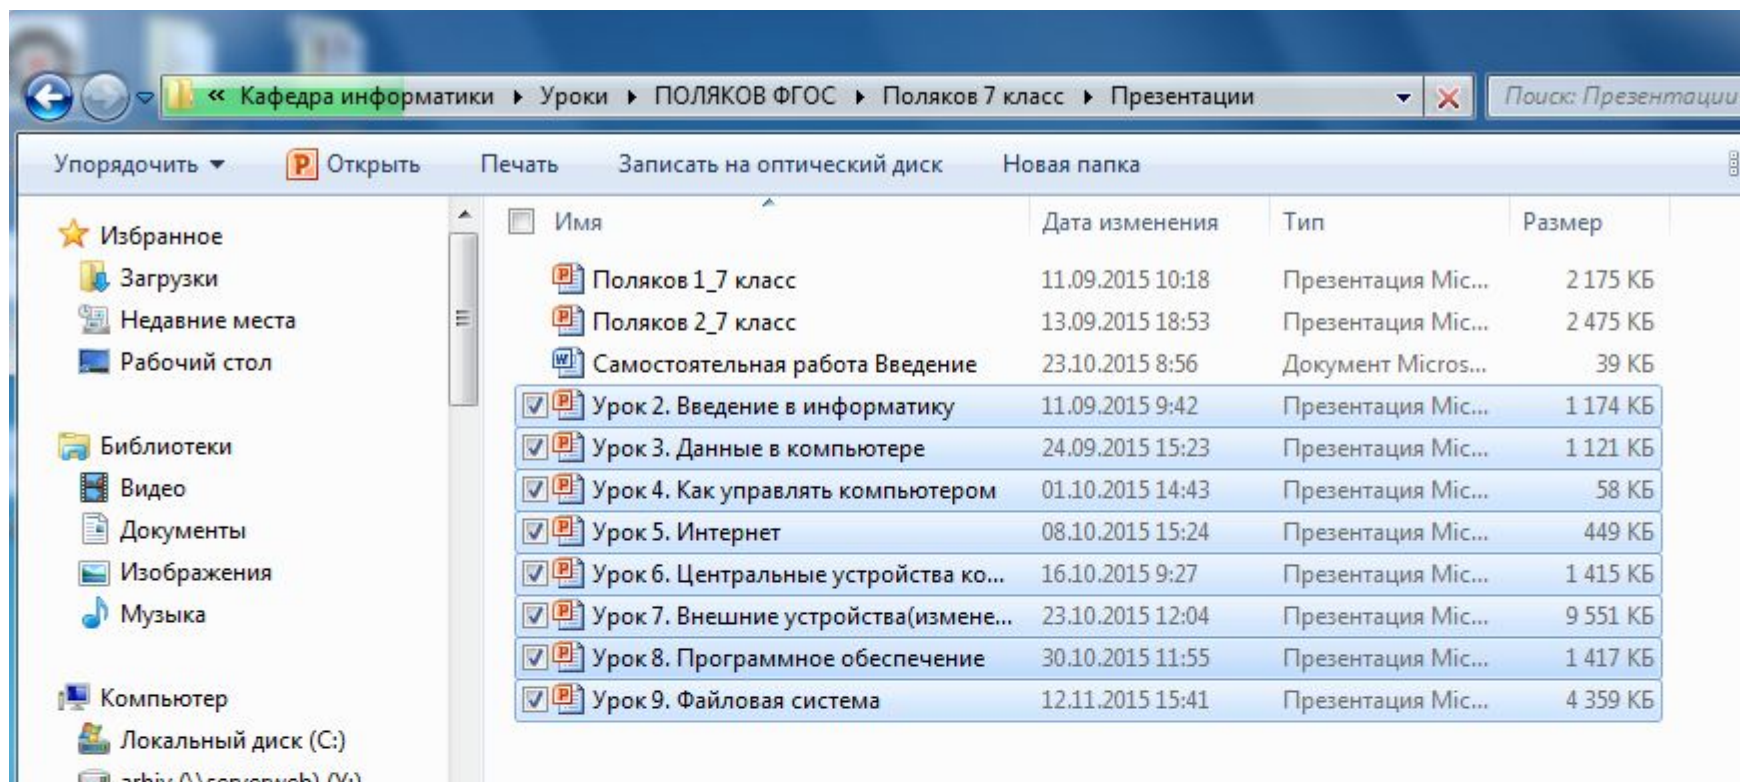 « Кафедра информатики ▸ Уроки ▸ ПОЛЯКОВ ФГОС ▸ Поляков 7 класс ▸ Презентации
Поиск: Презентации
Упорядочить Открыть Печать Записать на оптический диск Новая папка
Избранное
Загрузки
Недавние места
Рабочий стол
Библиотеки
Видео
Документы
Изображения
Музыка
Компьютер
Локальный диск (C:)
arhiv (\\serverweb) (Y:)
Имя Дата изменения Тип Размер
Поляков 1_7 класс 11.09.2015 10:18 Презентация Mic... 2 175 КБ
Поляков 2_7 класс 13.09.2015 18:53 Презентация Mic... 2 475 КБ
Самостоятельная работа Введение 23.10.2015 8:56 Документ Micros... 39 КБ
Урок 2. Введение в информатику 11.09.2015 9:42 Презентация Mic... 1 174 КБ
Урок 3. Данные в компьютере 24.09.2015 15:23 Презентация Mic... 1 121 КБ
Урок 4. Как управлять компьютером 01.10.2015 14:43 Презентация Mic... 58 КБ
Урок 5. Интернет 08.10.2015 15:24 Презентация Mic... 449 КБ
Урок 6. Центральные устройства ко... 16.10.2015 9:27 Презентация Mic... 1 415 КБ
Урок 7. Внешние устройства(измене... 23.10.2015 12:04 Презентация Mic... 9 551 КБ
Урок 8. Программное обеспечение 30.10.2015 11:55 Презентация Mic... 1 417 КБ
Урок 9. Файловая система 12.11.2015 15:41 Презентация Mic... 4 359 КБ